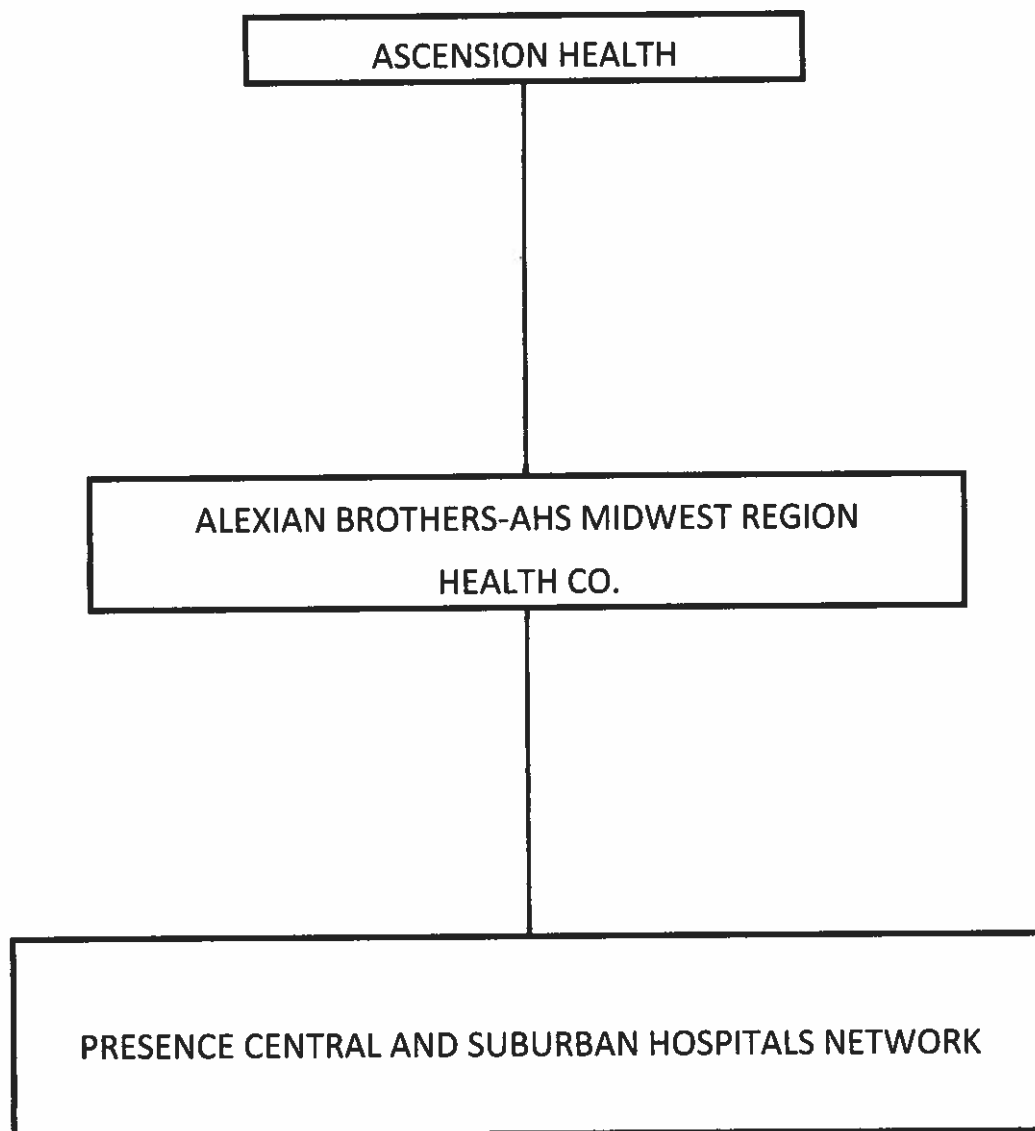 ASCENSION HEALTH
ALEXIAN BROTHERS-AHS MIDWEST REGION
HEALTH CO.
PRESENCE CENTRAL AND SUBURBAN HOSPITALS NETWORK